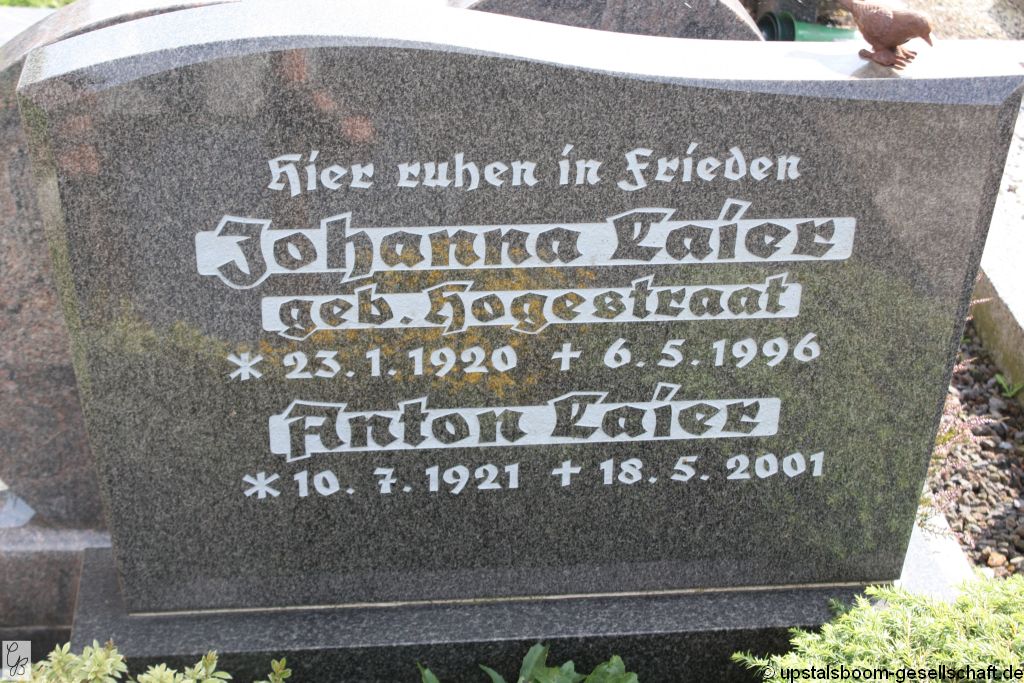 Hier ruhen in Frieden
Johanna Laier
geb. Hogestraat
* 23. 1. 1920 + 6. 5. 1996
Anton Laier
* 10. 7. 1921 + 18. 5. 2001
GB
© upstalsboom-gesellschaft.de